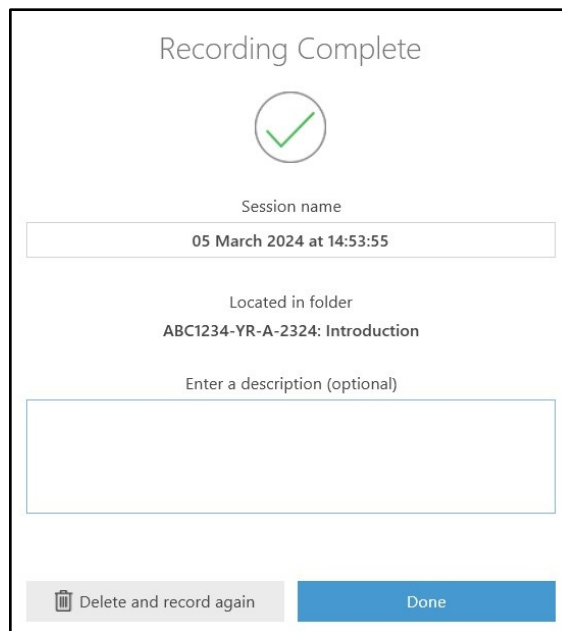 Recording Complete
Session name
05 March 2024 at 14:53:55
Located in folder
ABC1234-YR-A-2324: Introduction
Enter a description (optional)
Delete and record again
Done